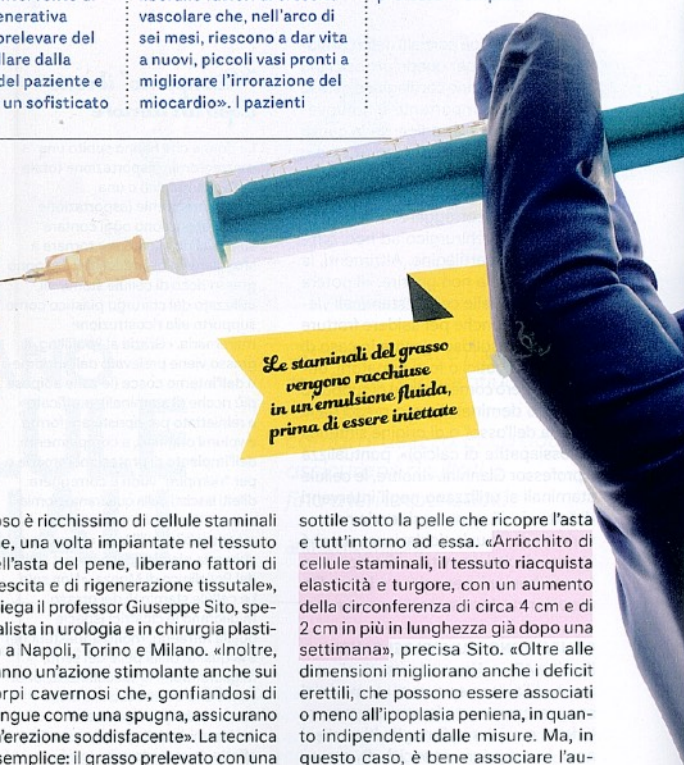 enerativa
prelevare del
llare dalla
del paziente e
un sofisticato
vascolare che, nell'arco di
sei mesi, riescono a dar vita
a nuovi, piccoli vasi pronti a
migliorare l'irrorazione del
miocardio». I pazienti
Le staminali del grasso
vengono racchiuse
in un'emulsione fluida,
prima di essere iniettate
so è ricchissimo di cellule staminali
e, una volta impiantate nel tessuto
ell'asta del pene, liberano fattori di
escita e di rigenerazione tissutale»,
iega il professor Giuseppe Sito, spe-
alista in urologia e in chirurgia plasti-
a Napoli, Torino e Milano. «Inoltre,
anno un'azione stimolante anche sui
orpi cavernosi che, gonfiandosi di
ngue come una spugna, assicurano
n'erezione soddisfacente». La tecnica
semplice: il grasso prelevato con una
sottile sotto la pelle che ricopre l'asta
e tutt'intorno ad essa. «Arricchito di
cellule staminali, il tessuto riacquista
elasticità e turgore, con un aumento
della circonferenza di circa 4 cm e di
2 cm in più in lunghezza già dopo una
settimana», precisa Sito. «Oltre alle
dimensioni migliorano anche i deficit
erettili, che possono essere associati
o meno all'ipoplasia peniena, in quan-
to indipendenti dalle misure. Ma, in
questo caso, è bene associare l'au-